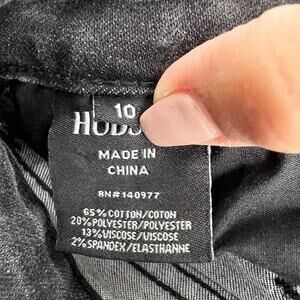 10
HUDS
MADE IN
CHINA
RN#140977
65% COTTON/COTON
20% POLYESTER/POLYESTER
13% VISCOSE/VISCOSE
2% SPANDEX/ELASTHANNE